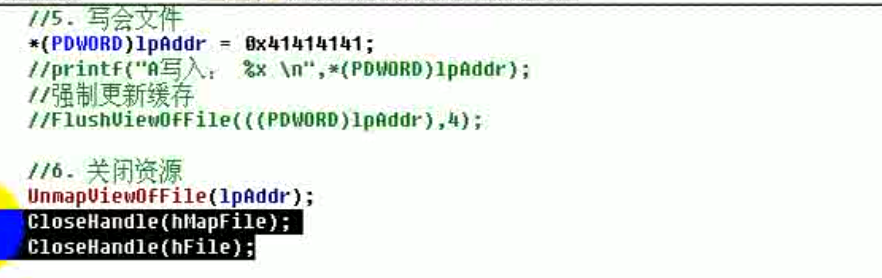 //5. 写会文件
*(PDWORD)lpAddr = 0x41414141;
//printf("A写入： %x \n",*(PDWORD)lpAddr);
//强制更新缓存
//FlushViewOfFile(((PDWORD)lpAddr),4);
//6. 关闭资源
UnmapViewOfFile(lpAddr);
CloseHandle(hMapFile);
CloseHandle(hFile);